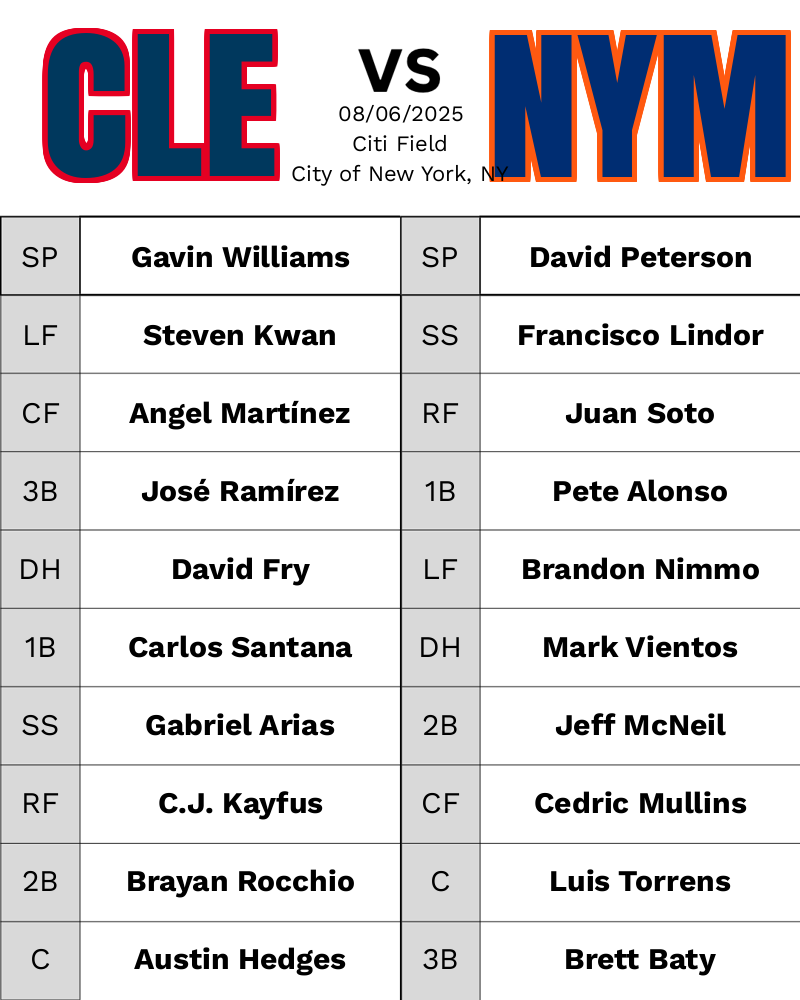 CLE
VS
NYM
08/06/2025
Citi Field
City of New York, NY
SP Gavin Williams SP David Peterson
LF Steven Kwan SS Francisco Lindor
CF Angel Martínez RF Juan Soto
3B José Ramírez 1B Pete Alonso
DH David Fry LF Brandon Nimmo
1B Carlos Santana DH Mark Vientos
SS Gabriel Arias 2B Jeff McNeil
RF C.J. Kayfus CF Cedric Mullins
2B Brayan Rocchio C Luis Torrens
C Austin Hedges 3B Brett Baty